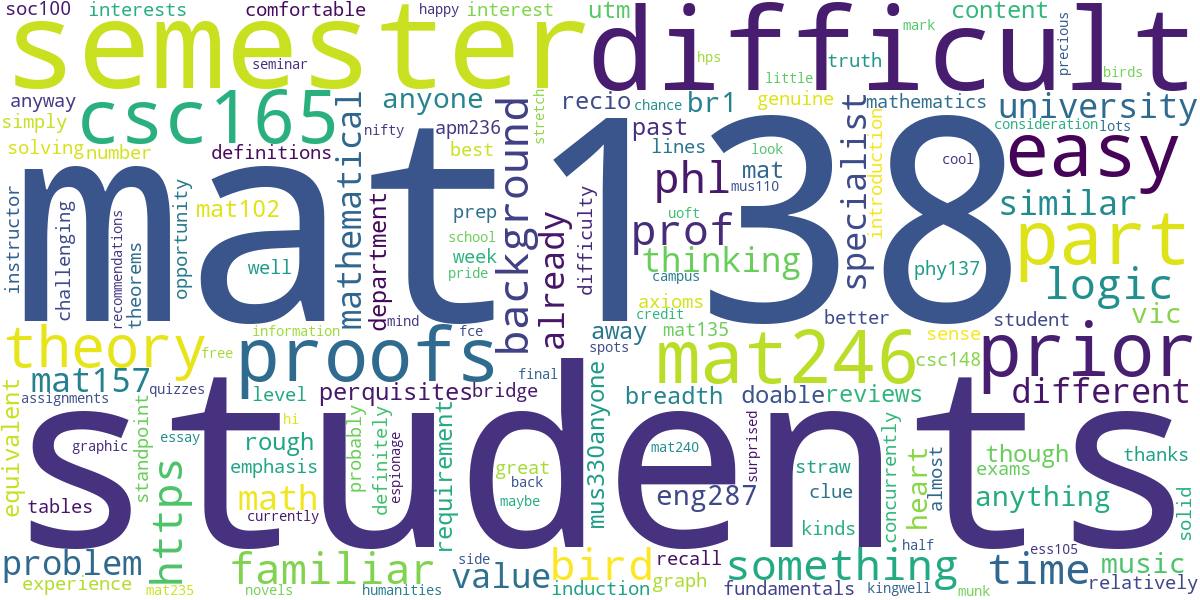 soc100 interests comfortable happy interest utm content precious
semester difficult
seminar hps mark truth little birds
anyway csc165 anyone recio chance br1 genuine mathematics university
simply nifty apm236 stretch past look specialist consideration lots
solving number definitions mathematical best background lines mat introduction cool easy
mat138
instructor challenging recommendations theorems opportunity mat102 well department prep school week pride already difficulty phl mus110 uoft prof thinking campus axioms credit phy137 similar part logic
theory information mind fce away mat135 better sense student vic
free proofs spots mat246 csc148 prior
equivalent mat157 quizzes level perquisites bridge final breadth doable reviews different
assignments standpoint hi
students
graphic essay rough probably definitely espionage requirement great mus330anyone surprised mat240 concurrently heart almost though thanks
tables https emphasis math currently back maybe eng287 straw clue kinds exams anything solid
problem familiar side value bird recall something half ess105 time music
experience mat235 novels humanities induction graph fundamentals kingwell munk relatively